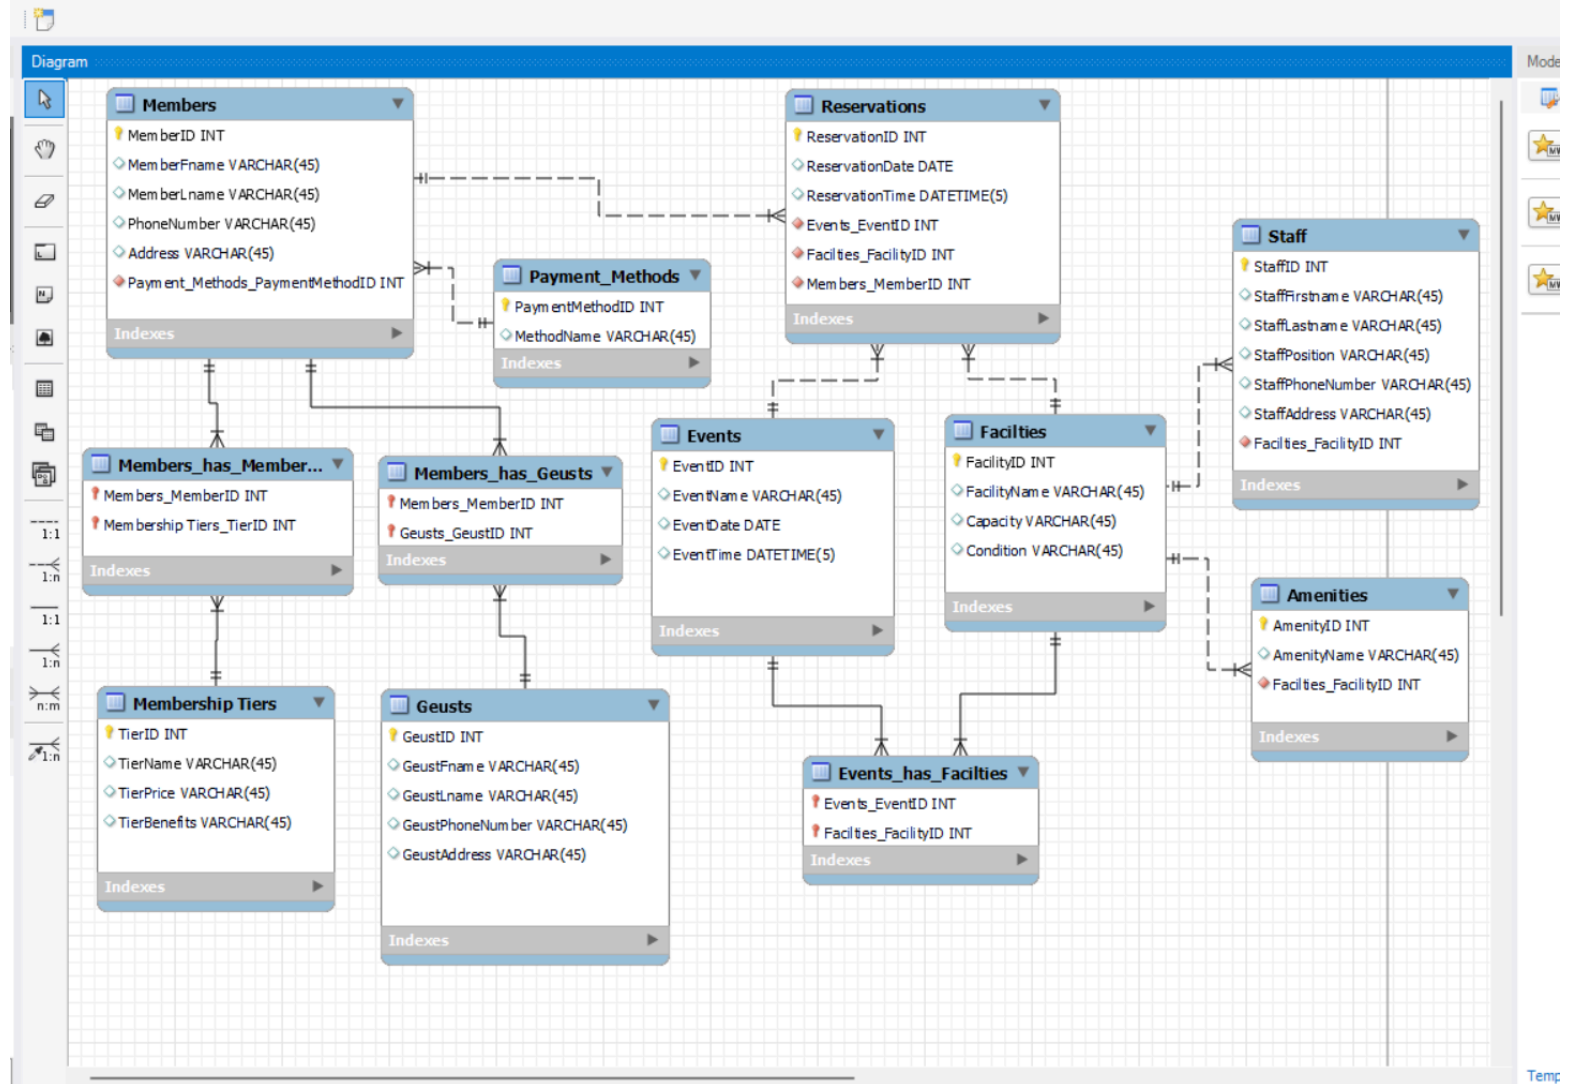 Diagram
Mode
Members
MemberID INT
MemberFname VARCHAR(45)
MemberLname VARCHAR(45)
PhoneNumber VARCHAR(45)
Address VARCHAR(45)
Payment_Methods_PaymentMethodID INT
Indexes
Payment_Methods
PaymentMethodID INT
MethodName VARCHAR(45)
Indexes
Reservations
ReservationID INT
ReservationDate DATE
ReservationTime DATETIME(5)
Events_EventID INT
Facilties_FacilityID INT
Members_MemberID INT
Indexes
Staff
StaffID INT
StaffFirstname VARCHAR(45)
StaffLastname VARCHAR(45)
StaffPosition VARCHAR(45)
StaffPhoneNumber VARCHAR(45)
StaffAddress VARCHAR(45)
Facilties_FacilityID INT
Indexes
Members_has_Member...
Members_MemberID INT
Membership Tiers_TierID INT
Indexes
Members_has_Geusts
Members_MemberID INT
Geusts_GeustID INT
Indexes
Events
EventID INT
EventName VARCHAR(45)
EventDate DATE
EventTime DATETIME(5)
Indexes
Facilties
FacilityID INT
FacilityName VARCHAR(45)
Capacity VARCHAR(45)
Condition VARCHAR(45)
Indexes
Amenities
AmenityID INT
AmenityName VARCHAR(45)
Facilties_FacilityID INT
Indexes
Membership Tiers
TierID INT
TierName VARCHAR(45)
TierPrice VARCHAR(45)
TierBenefits VARCHAR(45)
Indexes
Geusts
GeustID INT
GeustFname VARCHAR(45)
GeustLname VARCHAR(45)
GeustPhoneNumber VARCHAR(45)
GeustAddress VARCHAR(45)
Indexes
Events_has_Facilties
Events_EventID INT
Facilties_FacilityID INT
Indexes
1:1
1:n
1:1
1:n
n:m
1:n
Temp